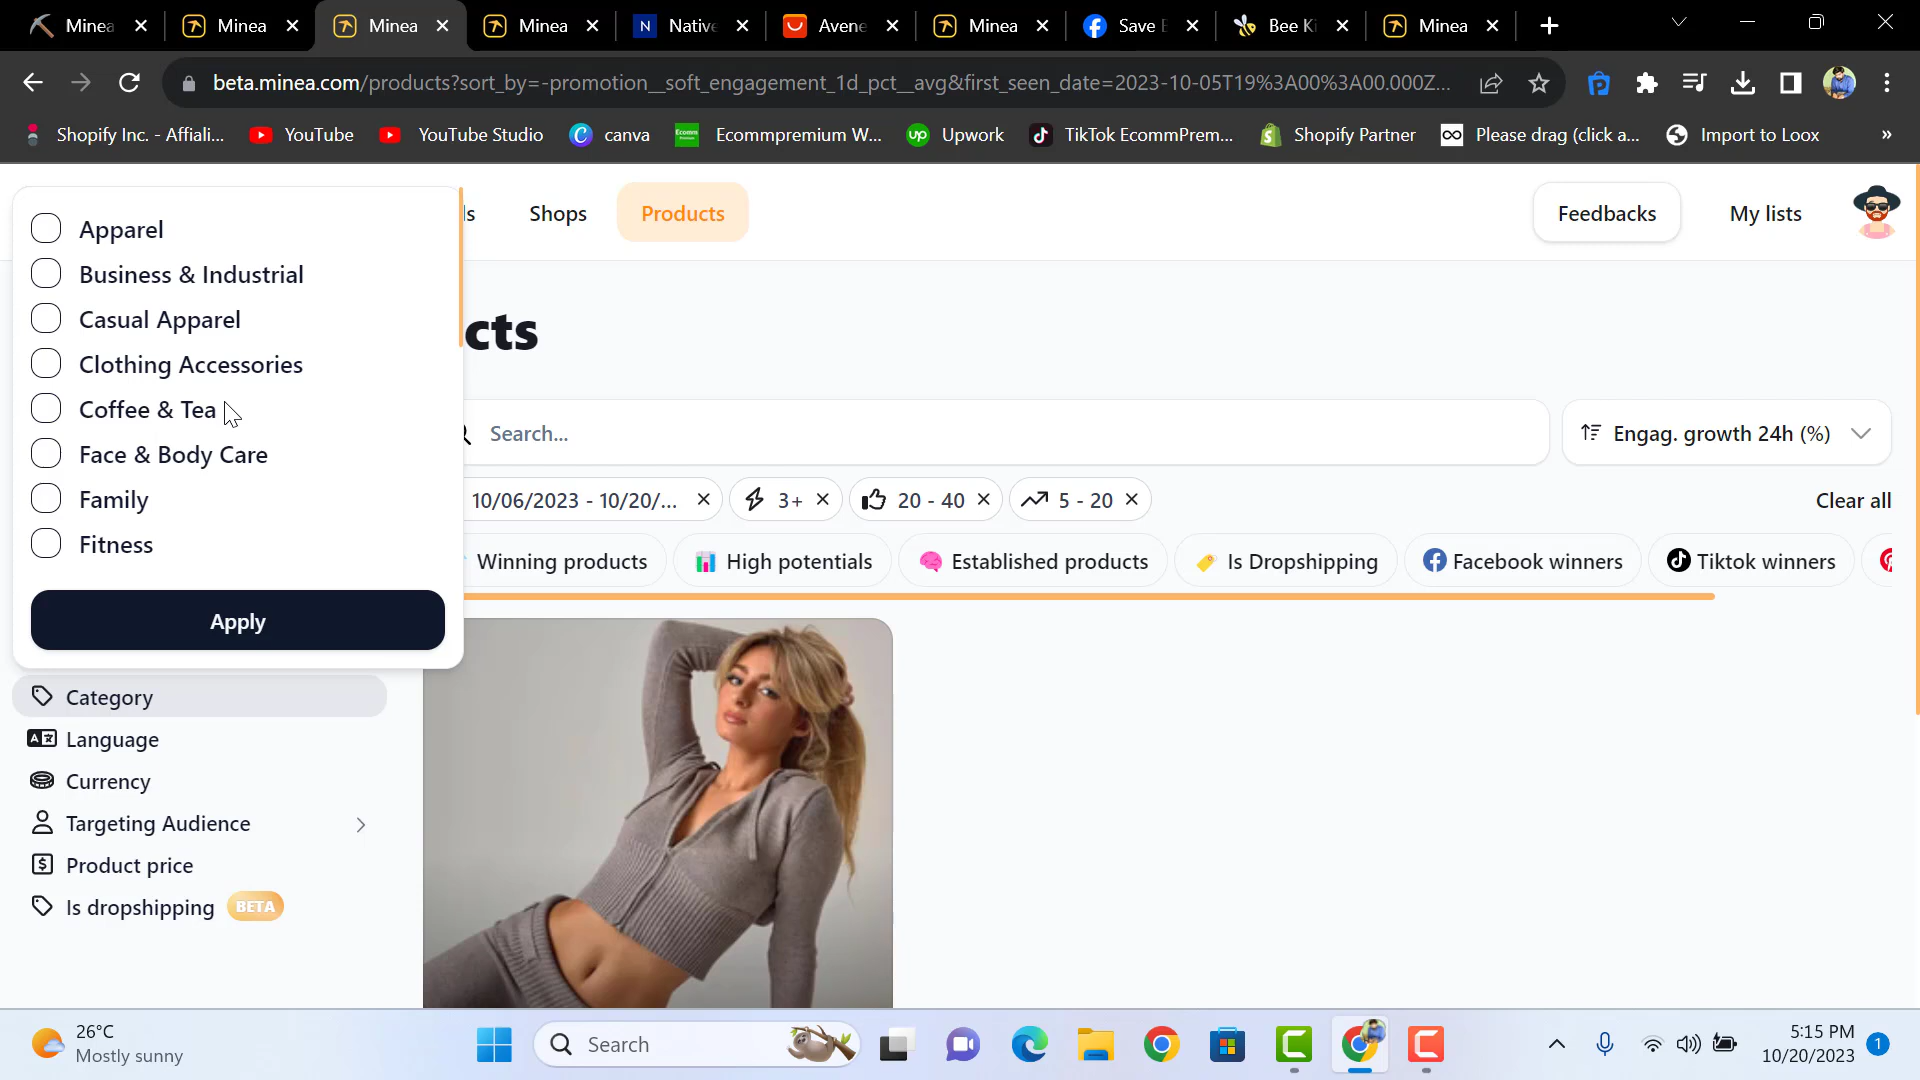 Minea
Minea
Minea
Minea
Native
Avene
Minea
Save E
Bee Ki
Minea
beta.minea.com/products?sort_by=-promotion__soft_engagement_1d_pct__avg&first_seen_date=2023-10-05T19%3A00%3A00.000Z...
Shopify Inc. - Affiali...
YouTube
YouTube Studio
canva
Ecommpremium W...
Upwork
TikTok EcommPrem...
Shopify Partner
Please drag (click a...
Import to Loox
»
ls
Shops
Products
Feedbacks
My lists
Apparel
Business & Industrial
Casual Apparel
Clothing Accessories
Coffee & Tea
Face & Body Care
Family
Fitness
Apply
cts
Search...
Engag. growth 24h (%)
10/06/2023 - 10/20/...
3+
20 - 40
5 - 20
Clear all
Winning products
High potentials
Established products
Is Dropshipping
Facebook winners
Tiktok winners
Category
Language
Currency
Targeting Audience
Product price
Is dropshipping BETA
26°C
Mostly sunny
Search
5:15 PM
10/20/2023
1